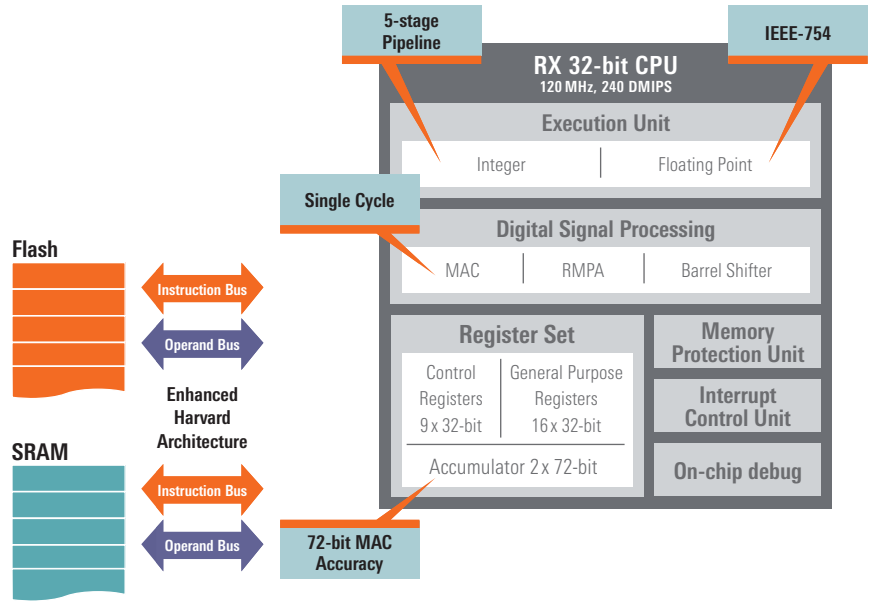 5-stage
Pipeline
IEEE-754
RX 32-bit CPU
120 MHz, 240 DMIPS
Execution Unit
Integer
Floating Point
Single Cycle
Digital Signal Processing
MAC
RMPA
Barrel Shifter
Flash
Instruction Bus
Operand Bus
Enhanced
Harvard
Architecture
SRAM
Instruction Bus
Operand Bus
Register Set
Control
Registers
9 x 32-bit
General Purpose
Registers
16 x 32-bit
Accumulator 2 x 72-bit
Memory
Protection Unit
Interrupt
Control Unit
On-chip debug
72-bit MAC
Accuracy